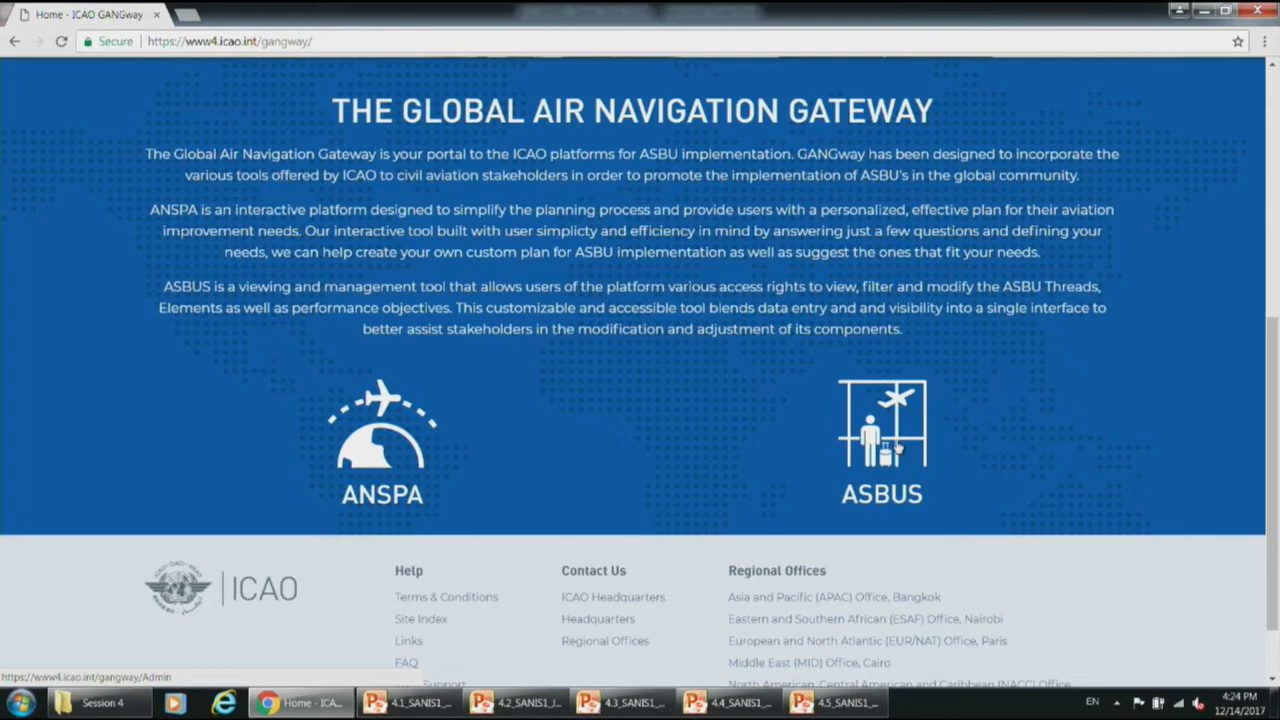 Home - ICAO GANGway
Secure
https://www4.icao.int/gangway/
THE GLOBAL AIR NAVIGATION GATEWAY
The Global Air Navigation Gateway is your portal to the ICAO platforms for ASBU implementation. GANGway has been designed to incorporate the
various tools offered by ICAO to civil aviation stakeholders in order to promote the implementation of ASBU's in the global community.
ANSPA is an interactive platform designed to simplify the planning process and provide users with a personalized, effective plan for their aviation
improvement needs. Our interactive tool built with user simplicty and efficiency in mind by answering just a few questions and defining your
needs, we can help create your own custom plan for ASBU implementation as well as suggest the ones that fit your needs.
ASBUS is a viewing and management tool that allows users of the platform various access rights to view, filter and modify the ASBU Threads,
Elements as well as performance objectives. This customizable and accessible tool blends data entry and and visibility into a single interface to
better assist stakeholders in the modification and adjustment of its components.
ANSPA
ASBUS
ICAO
Help
Terms & Conditions
Site Index
Links
FAQ
Support
Contact Us
ICAO Headquarters
Headquarters
Regional Offices
Regional Offices
Asia and Pacific (APAC) Office, Bangkok
Eastern and Southern African (ESAF) Office, Nairobi
European and North Atlantic (EUR/NAT) Office, Paris
Middle East (MID) Office, Cairo
North American, Central American and Caribbean (NACC) Office
https://www4.icao.int/gangway/Admin
Session 4
Home - ICA...
4.1_SANIS1_...
4.2_SANIS1_I...
4.3_SANIS1_...
4.4_SANIS1_...
4.5_SANIS1_...
EN
4:24 PM
12/14/2017